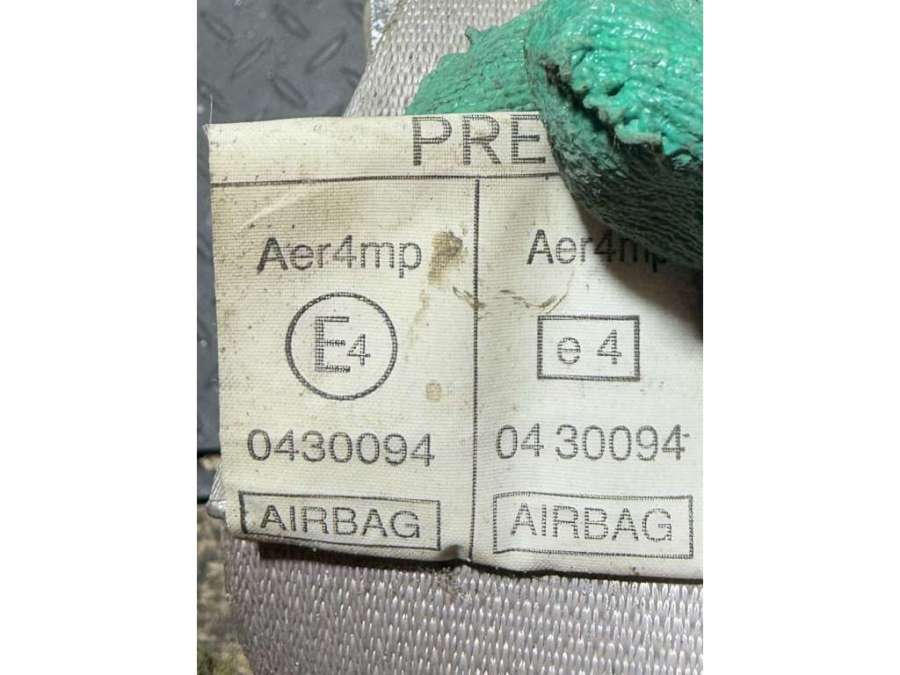 PRE
Aer4mp Aer4mp
E4 e 4
0430094 04 30094
AIRBAG AIRBAG